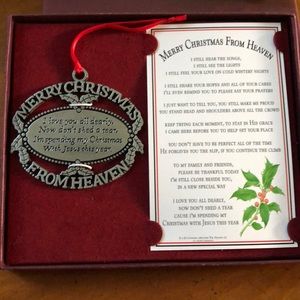 MERRY CHRISTMAS
I love you all dearly,
Now don't shed a tear,
I'm spending my Christmas
With Jesus this year.
FROM HEAVEN
MERRY CHRISTMAS FROM HEAVEN
I STILL HEAR THE SONGS,
I STILL SEE THE LIGHTS
I STILL FEEL YOUR LOVE ON COLD WINTERY NIGHTS
I STILL SHARE YOUR HOPES AND ALL OF YOUR CARES
I'LL EVEN REMIND YOU TO PLEASE SAY YOUR PRAYERS
I JUST WANT TO TELL YOU, YOU STILL MAKE ME PROUD
YOU STAND HEAD AND SHOULDERS ABOVE ALL THE CROWD
KEEP TRYING EACH MOMENT, TO STAY IN HIS GRACE
I CAME HERE BEFORE YOU TO HELP SET YOUR PLACE
YOU DON'T HAVE TO BE PERFECT ALL OF THE TIME
HE FORGIVES YOU THE SLIP, IF YOU CONTINUE THE CLIMB
TO MY FAMILY AND FRIENDS,
PLEASE BE THANKFUL TODAY
I'M STILL CLOSE BESIDE YOU,
IN A NEW SPECIAL WAY
I LOVE YOU ALL DEARLY,
NOW DON'T SHED A TEAR
CAUSE I'M SPENDING MY
CHRISTMAS WITH JESUS THIS YEAR